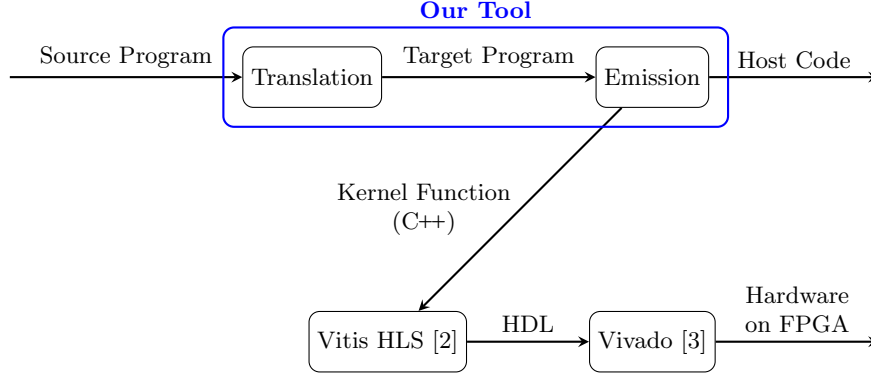 Our Tool
Source Program
Translation
Target Program
Emission
Host Code
Kernel Function
(C++)
Vitis HLS [2]
HDL
Vivado [3]
Hardware
on FPGA